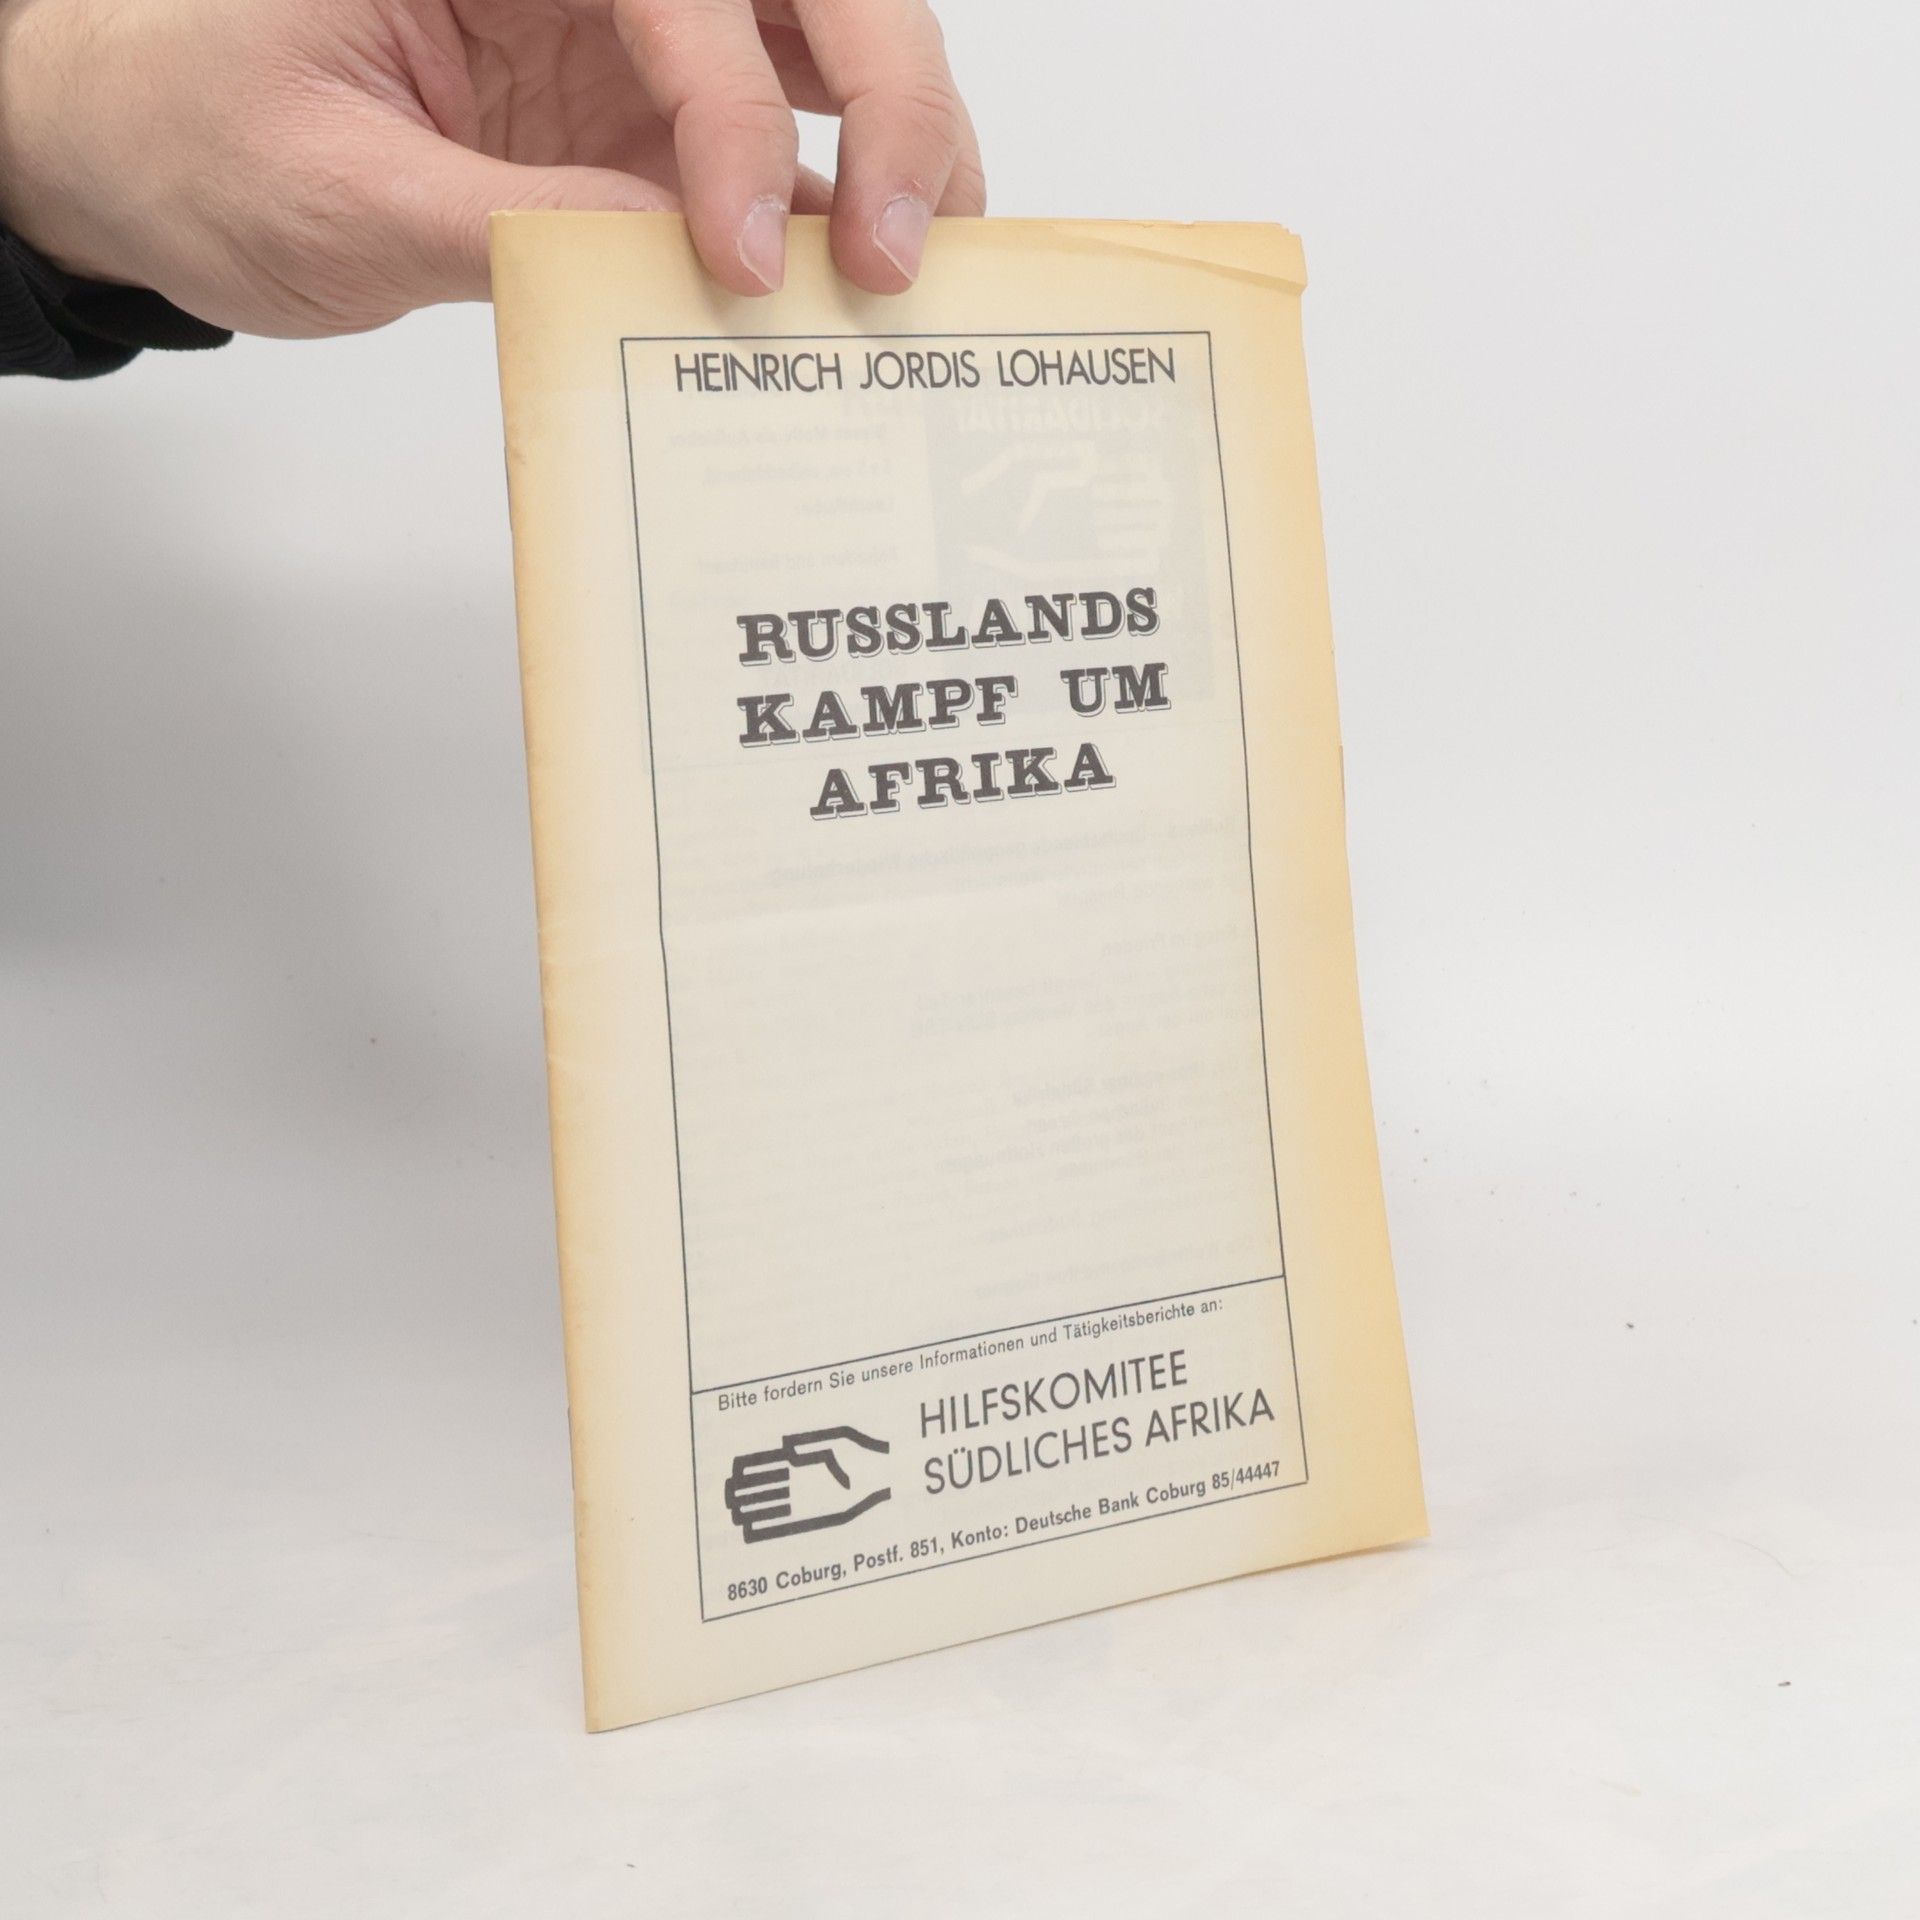 HEINRICH JORDIS LOHAUSEN
RUSSLANDS
KAMPF UM
AFRIKA
Bitte fordern Sie unsere Informationen und Tätigkeitsberichte an:
HILFSKOMITEE
SÜDLICHES AFRIKA
8630 Coburg, Postf. 851, Konto: Deutsche Bank Coburg 85/44447